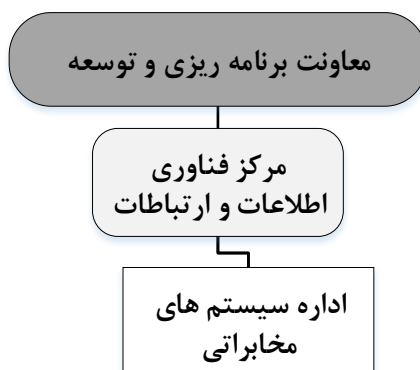 معاونت برنامه ریزی و توسعه
مرکز فناوری
اطلاعات و ارتباطات
اداره سیستم های
مخابراتی